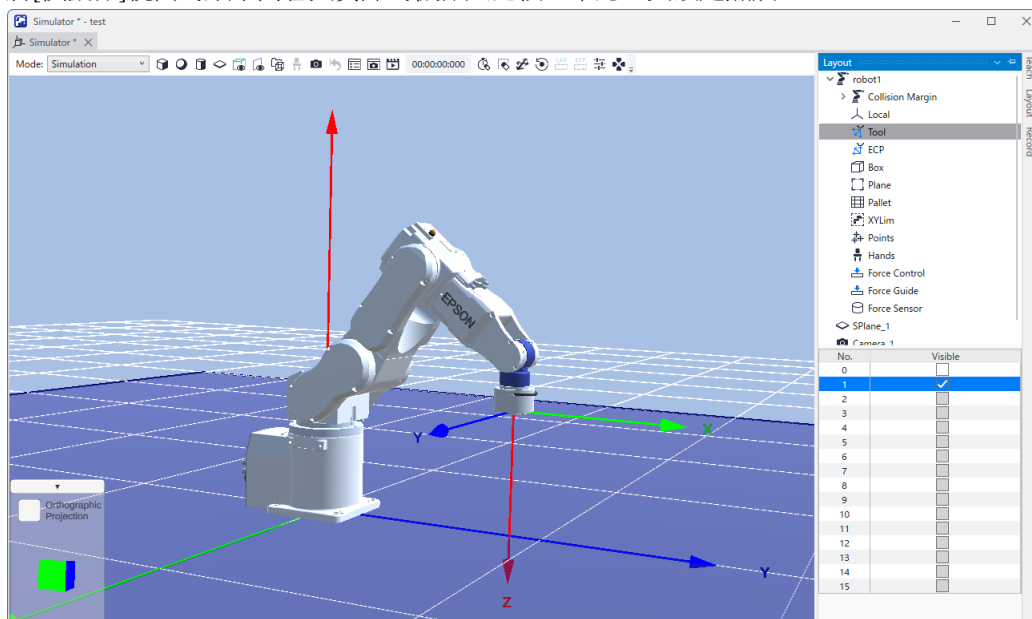 Simulator * - test
Simulator *
Mode: Simulation
00:00:00:000
CAD
ECP
Layout
robot1
Collision Margin
Local
Tool
ECP
Box
Plane
Pallet
XYLim
Points
Hands
Force Control
Force Guide
Force Sensor
SPlane_1
Camera_1
Teach
Layout
Record
No. Visible
0
1
2
3
4
5
6
7
8
9
10
11
12
13
14
15
EPSON
X
Y
Z
Y
Orthographic
Projection